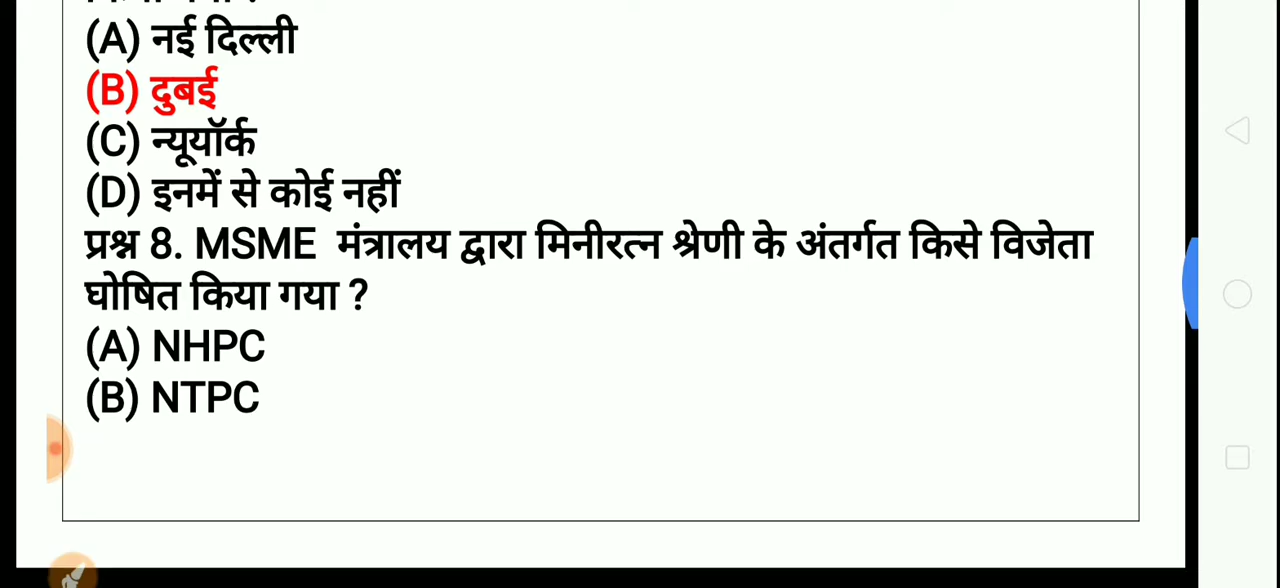 (A) नई दिल्ली
(B) दुबई
(C) न्यूयॉर्क
(D) इनमें से कोई नहीं
प्रश्न 8. MSME मंत्रालय द्वारा मिनीरत्न श्रेणी के अंतर्गत किसे विजेता
घोषित किया गया ?
(A) NHPC
(B) NTPC